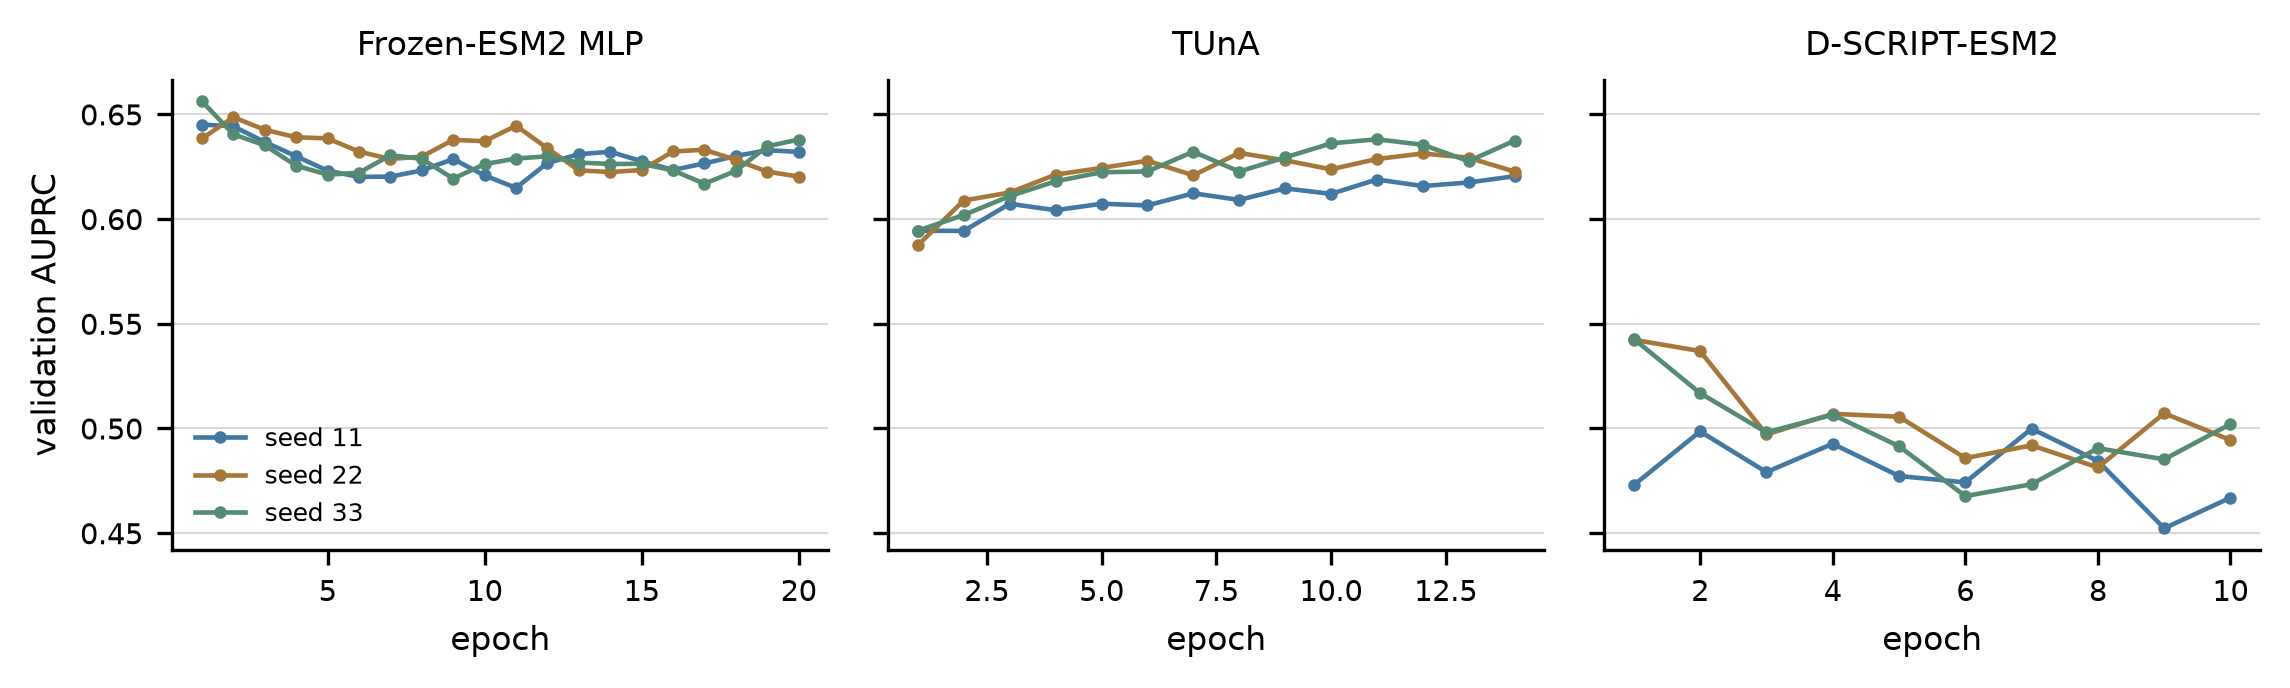 Frozen-ESM2 MLP
TUnA
D-SCRIPT-ESM2
validation AUPRC
0.65
0.60
0.55
0.50
0.45
seed 11
seed 22
seed 33
5 10 15 20
2.5 5.0 7.5 10.0 12.5
2 4 6 8 10
epoch
epoch
epoch